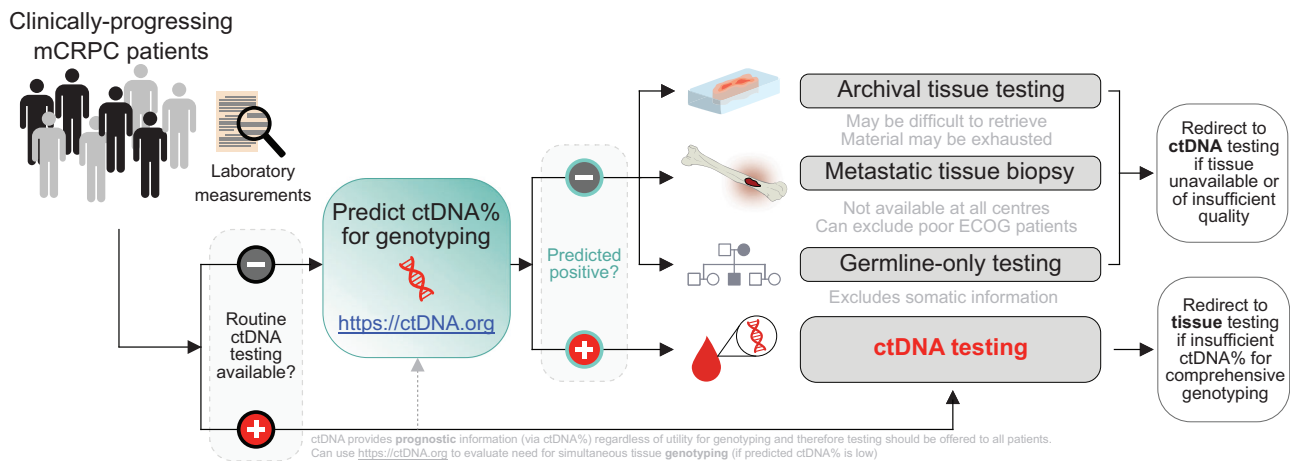 Clinically-progressing
mCRPC patients
Laboratory
measurements
Routine
ctDNA
testing
available?
Predict ctDNA%
for genotyping
https://ctDNA.org
Predicted
positive?
Archival tissue testing
May be difficult to retrieve
Material may be exhausted
Metastatic tissue biopsy
Not available at all centres
Can exclude poor ECOG patients
Germline-only testing
Excludes somatic information
ctDNA testing
Redirect to
ctDNA testing
if tissue
unavailable or
of insufficient
quality
Redirect to
tissue testing
if insufficient
ctDNA% for
comprehensive
genotyping
ctDNA provides prognostic information (via ctDNA%) regardless of utility for genotyping and therefore testing should be offered to all patients.
Can use https://ctDNA.org to evaluate need for simultaneous tissue genotyping (if predicted ctDNA% is low)